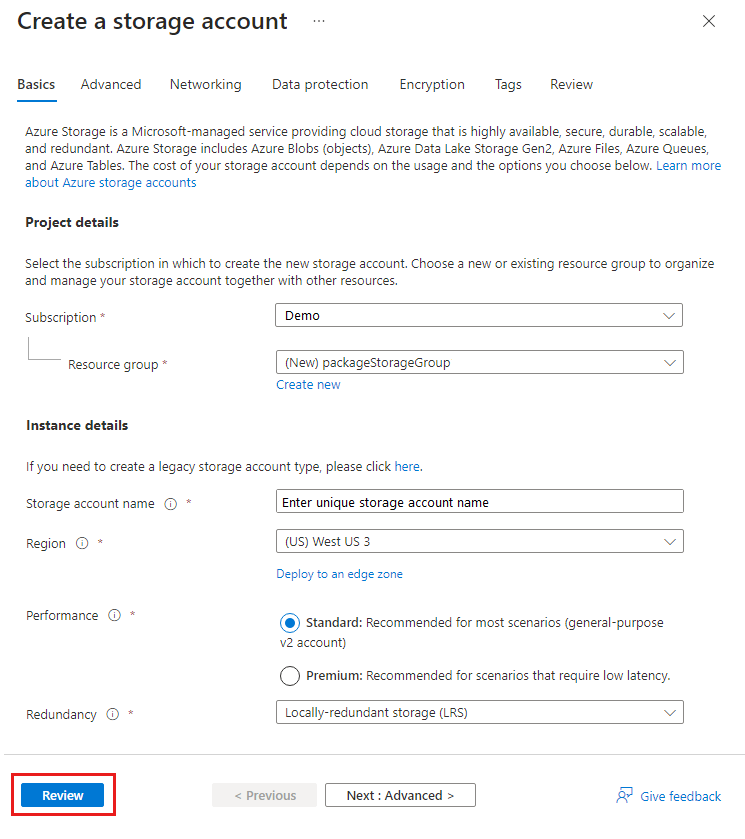 Create a storage account ...
Basics Advanced Networking Data protection Encryption Tags Review
Azure Storage is a Microsoft-managed service providing cloud storage that is highly available, secure, durable, scalable,
and redundant. Azure Storage includes Azure Blobs (objects), Azure Data Lake Storage Gen2, Azure Files, Azure Queues,
and Azure Tables. The cost of your storage account depends on the usage and the options you choose below. Learn more
about Azure storage accounts
Project details
Select the subscription in which to create the new storage account. Choose a new or existing resource group to organize
and manage your storage account together with other resources.
Subscription * Demo
Resource group * (New) packageStorageGroup
Create new
Instance details
If you need to create a legacy storage account type, please click here.
Storage account name * Enter unique storage account name
Region * (US) West US 3
Deploy to an edge zone
Performance * Standard: Recommended for most scenarios (general-purpose
v2 account)
Premium: Recommended for scenarios that require low latency.
Redundancy * Locally-redundant storage (LRS)
Review < Previous Next : Advanced > Give feedback